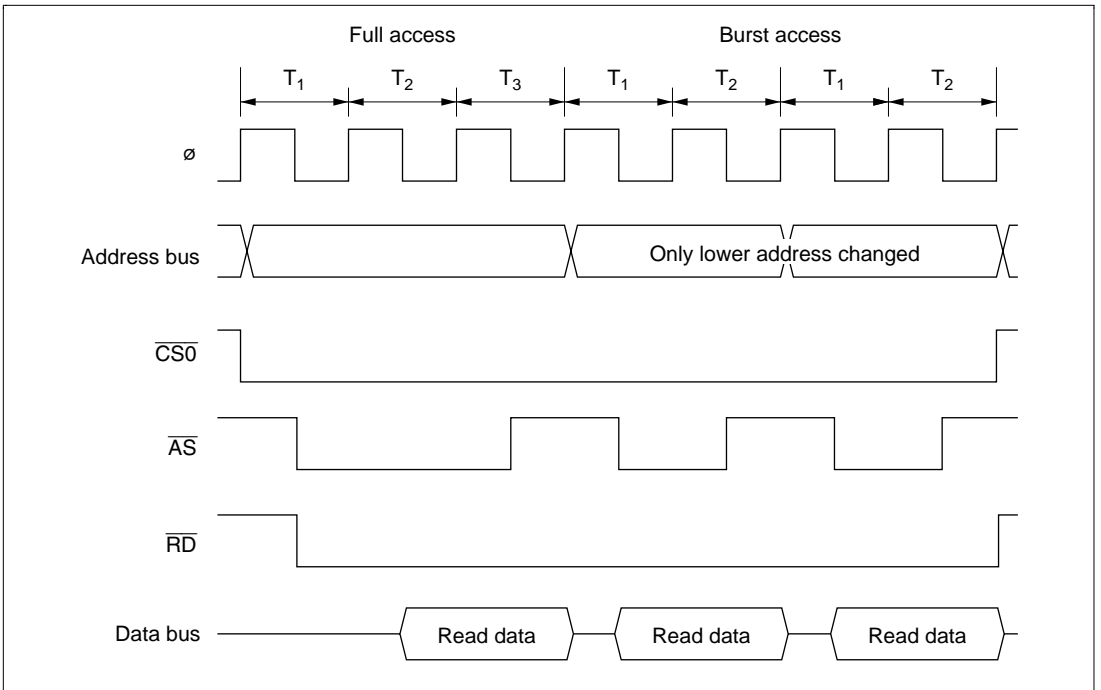 Full access Burst access
T1 T2 T3 T1 T2 T1 T2
ø
Address bus Only lower address changed
CS0
AS
RD
Data bus Read data Read data Read data